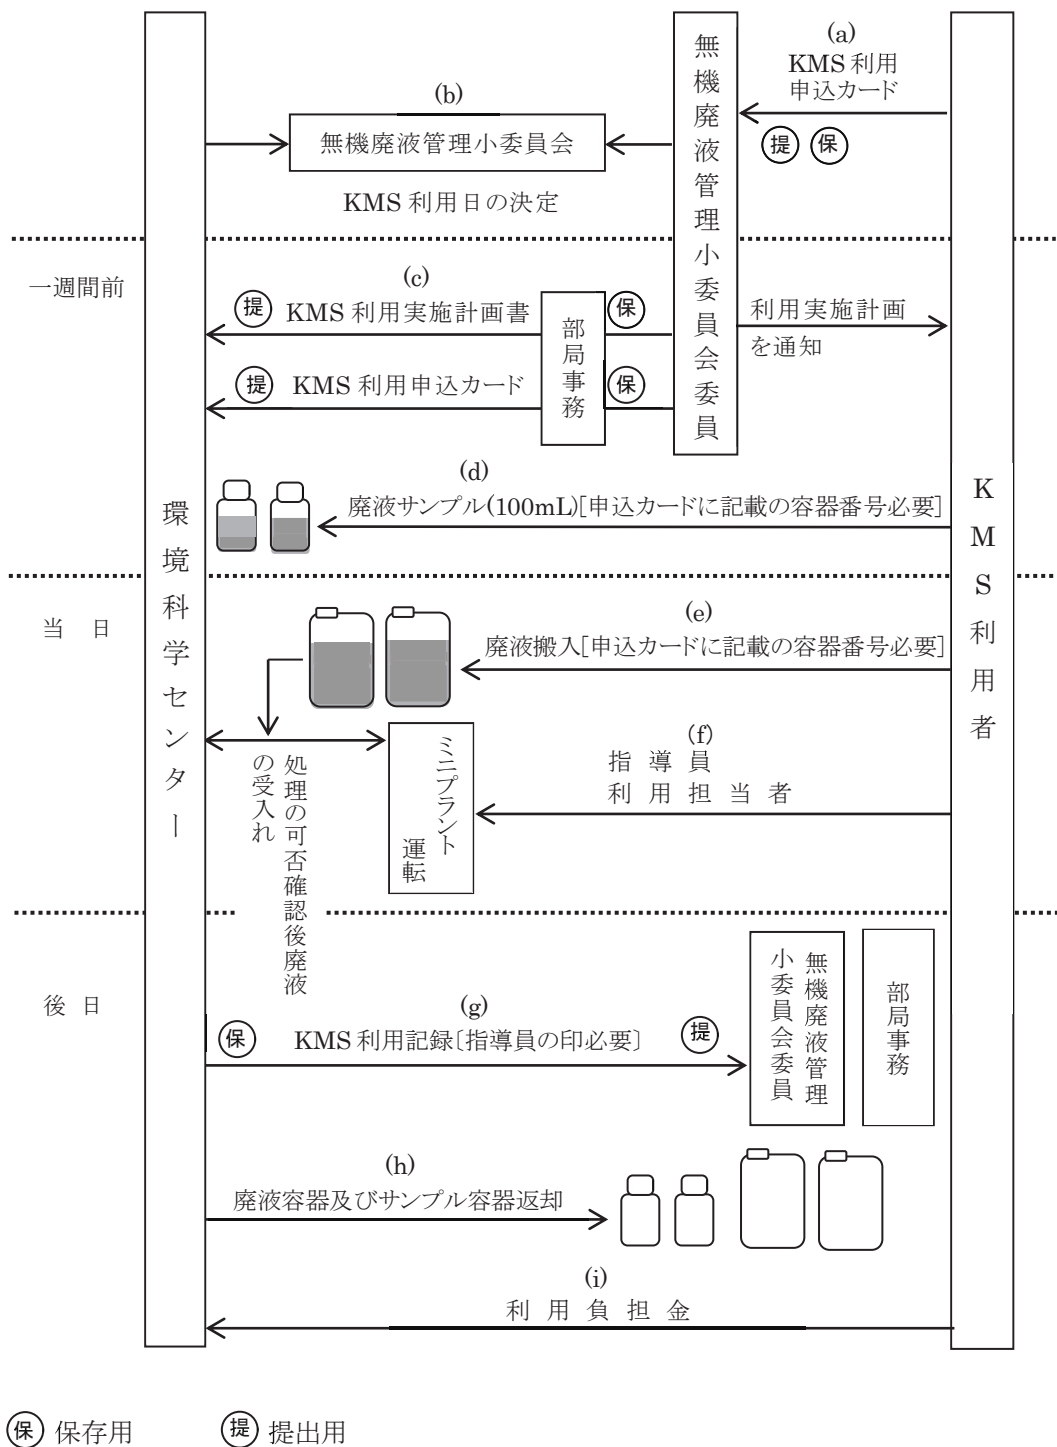 (a)
KMS 利用
申込カード
提 保
(b)
無機廃液管理小委員会
KMS 利用日の決定
無機廃液管理小委員会委員
一週間前
(c)
提 KMS 利用実施計画書 保
部局事務
利用実施計画
を通知
提 KMS 利用申込カード 保
(d)
廃液サンプル(100mL)[申込カードに記載の容器番号必要]
環境科学センター
KMS利用者
当 日
(e)
廃液搬入[申込カードに記載の容器番号必要]
(f)
指 導 員
利 用 担 当 者
ミニプラント
運転
処理の可否確認後廃液
の受入れ
後 日
(g)
保 KMS 利用記録〔指導員の印必要〕 提
無機廃液管理
小委員会委員
部局事務
(h)
廃液容器及びサンプル容器返却
(i)
利 用 負 担 金
保 保存用 提 提出用